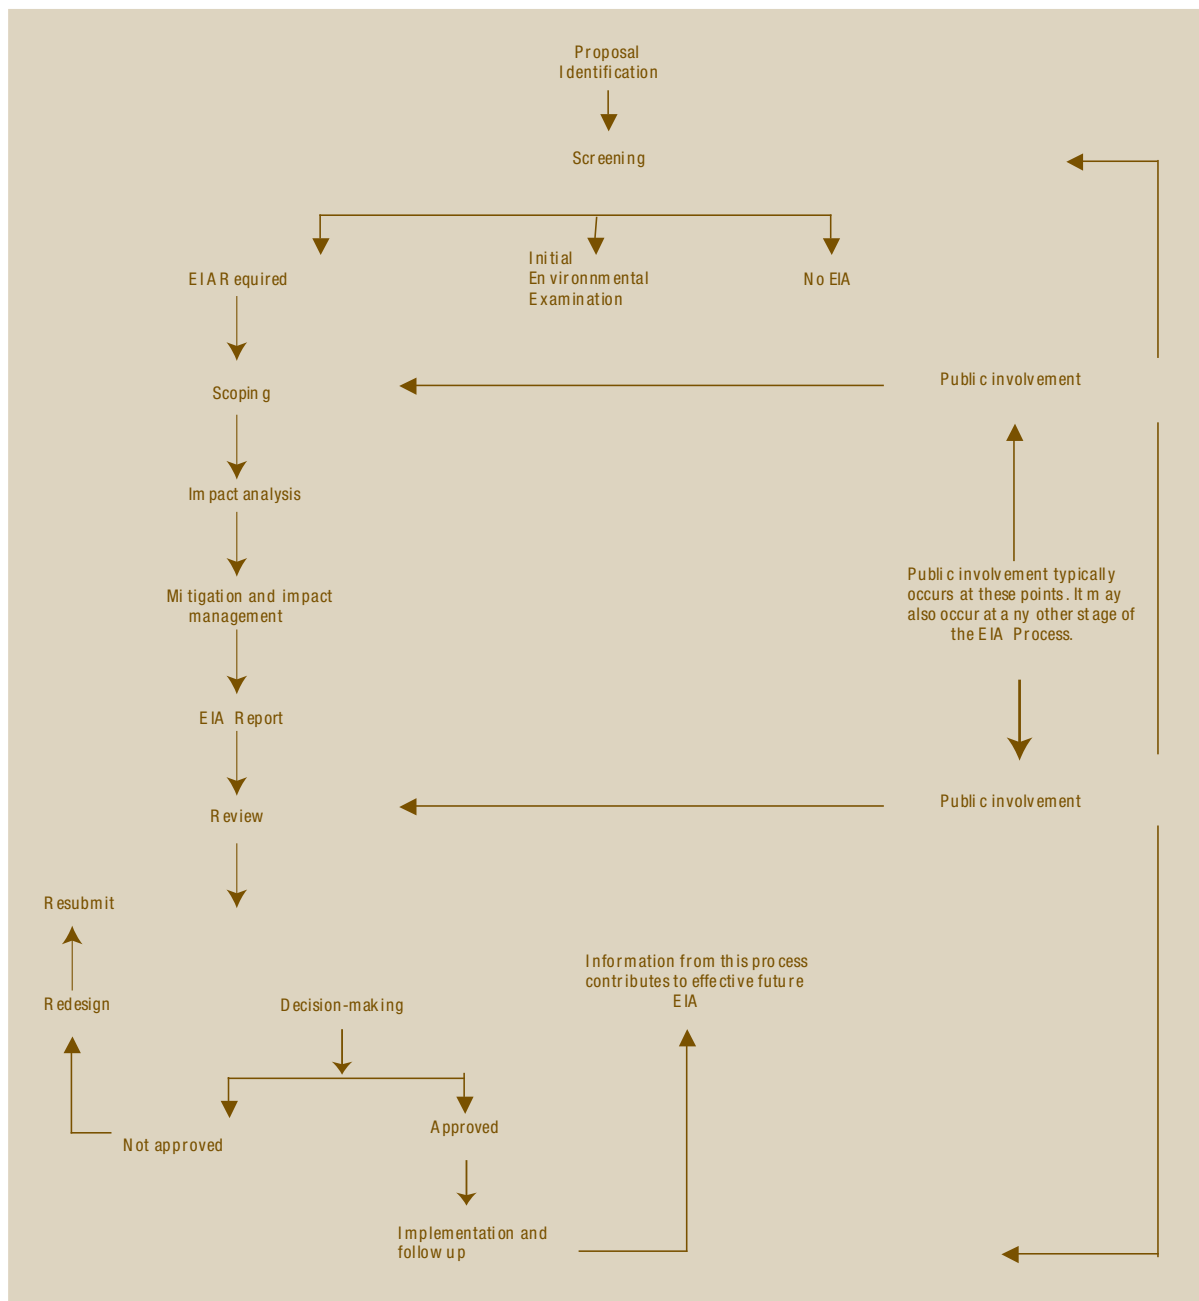 Proposal
Identification
Screening
EIA Required
Initial
Environnmental
Examination
No EIA
Scoping
Public involvement
Impact analysis
Mitigation and impact
management
Public involvement typically
occurs at these points. It may
also occur at any other stage of
the EIA Process.
EIA Report
Review
Public involvement
Resubmit
Redesign
Decision-making
Information from this process
contributes to effective future
EIA
Not approved
Approved
Implementation and
follow up